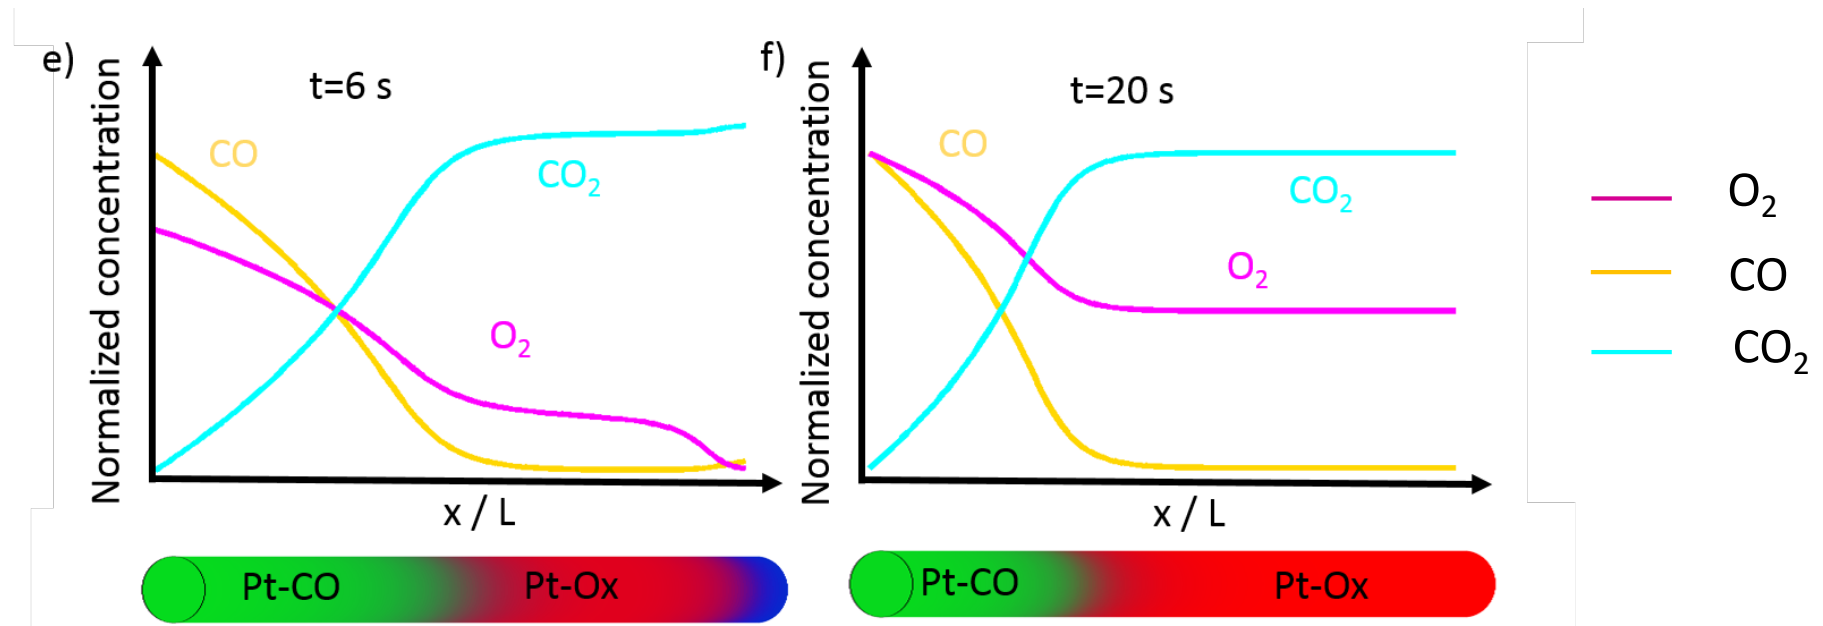 e)
t=6 s
Normalized concentration
CO
CO₂
O₂
x / L
Pt-CO Pt-Ox
f)
t=20 s
Normalized concentration
CO
CO₂
O₂
x / L
Pt-CO Pt-Ox
O₂
CO
CO₂